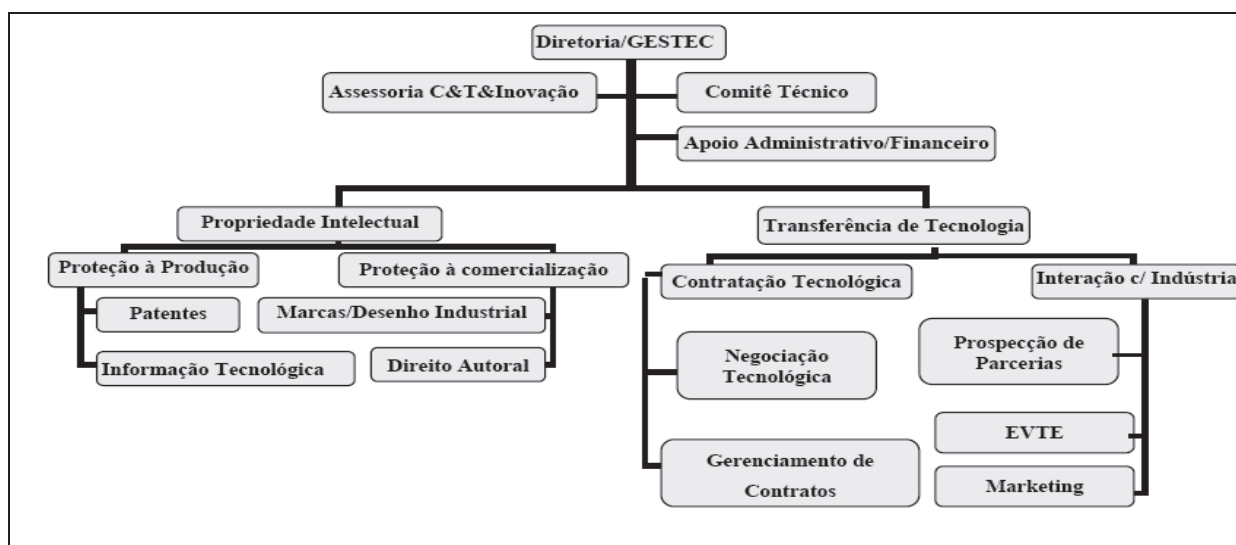 Diretoria/GESTEC
Assessoria C&T&Inovação
Comitê Técnico
Apoio Administrativo/Financeiro
Propriedade Intelectual
Transferência de Tecnologia
Proteção à Produção
Proteção à comercialização
Contratação Tecnológica
Interação c/ Indústria
Patentes
Marcas/Desenho Industrial
Informação Tecnológica
Direito Autoral
Negociação
Tecnológica
Prospecção de
Parcerias
EVTE
Gerenciamento de
Contratos
Marketing